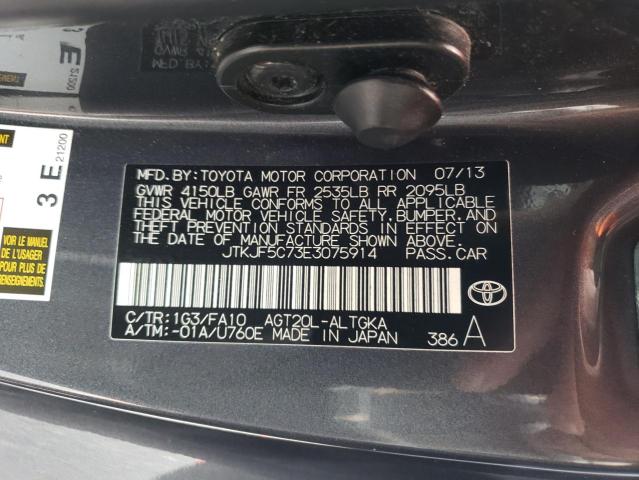 MFD.BY:TOYOTA MOTOR CORPORATION 07/13
GVWR 4150LB GAWR FR 2535LB RR 2095LB
THIS VEHICLE CONFORMS TO ALL APPLICABLE
FEDERAL MOTOR VEHICLE SAFETY, BUMPER, AND
THEFT PREVENTION STANDARDS IN EFFECT ON
THE DATE OF MANUFACTURE SHOWN ABOVE.
JTKJF5C73E3075914 PASS.CAR
C/TR:1G3/FA10 AGT20L-ALTGKA
A/TM:-01A/U760E MADE IN JAPAN 386 A
3 E
21200
VOIR LE MANUEL
DE L'USAGER
POUR PLUS DE